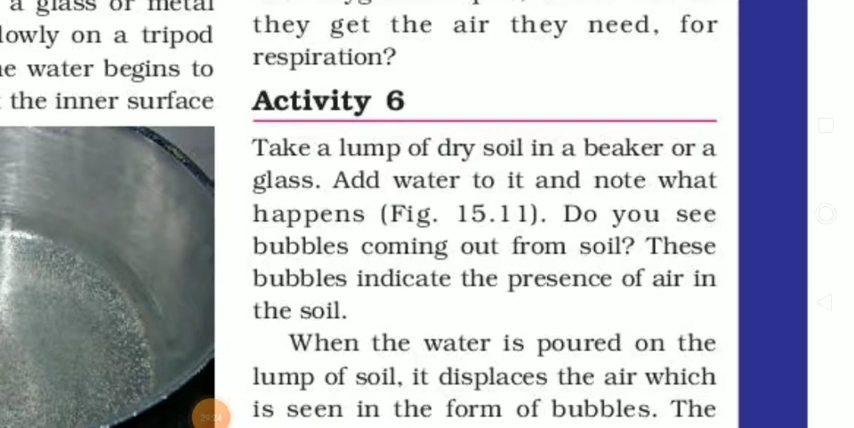 a glass or metal
lowly on a tripod
he water begins to
the inner surface
they get the air they need, for
respiration?
Activity 6
Take a lump of dry soil in a beaker or a
glass. Add water to it and note what
happens (Fig. 15.11). Do you see
bubbles coming out from soil? These
bubbles indicate the presence of air in
the soil.
When the water is poured on the
lump of soil, it displaces the air which
is seen in the form of bubbles. The